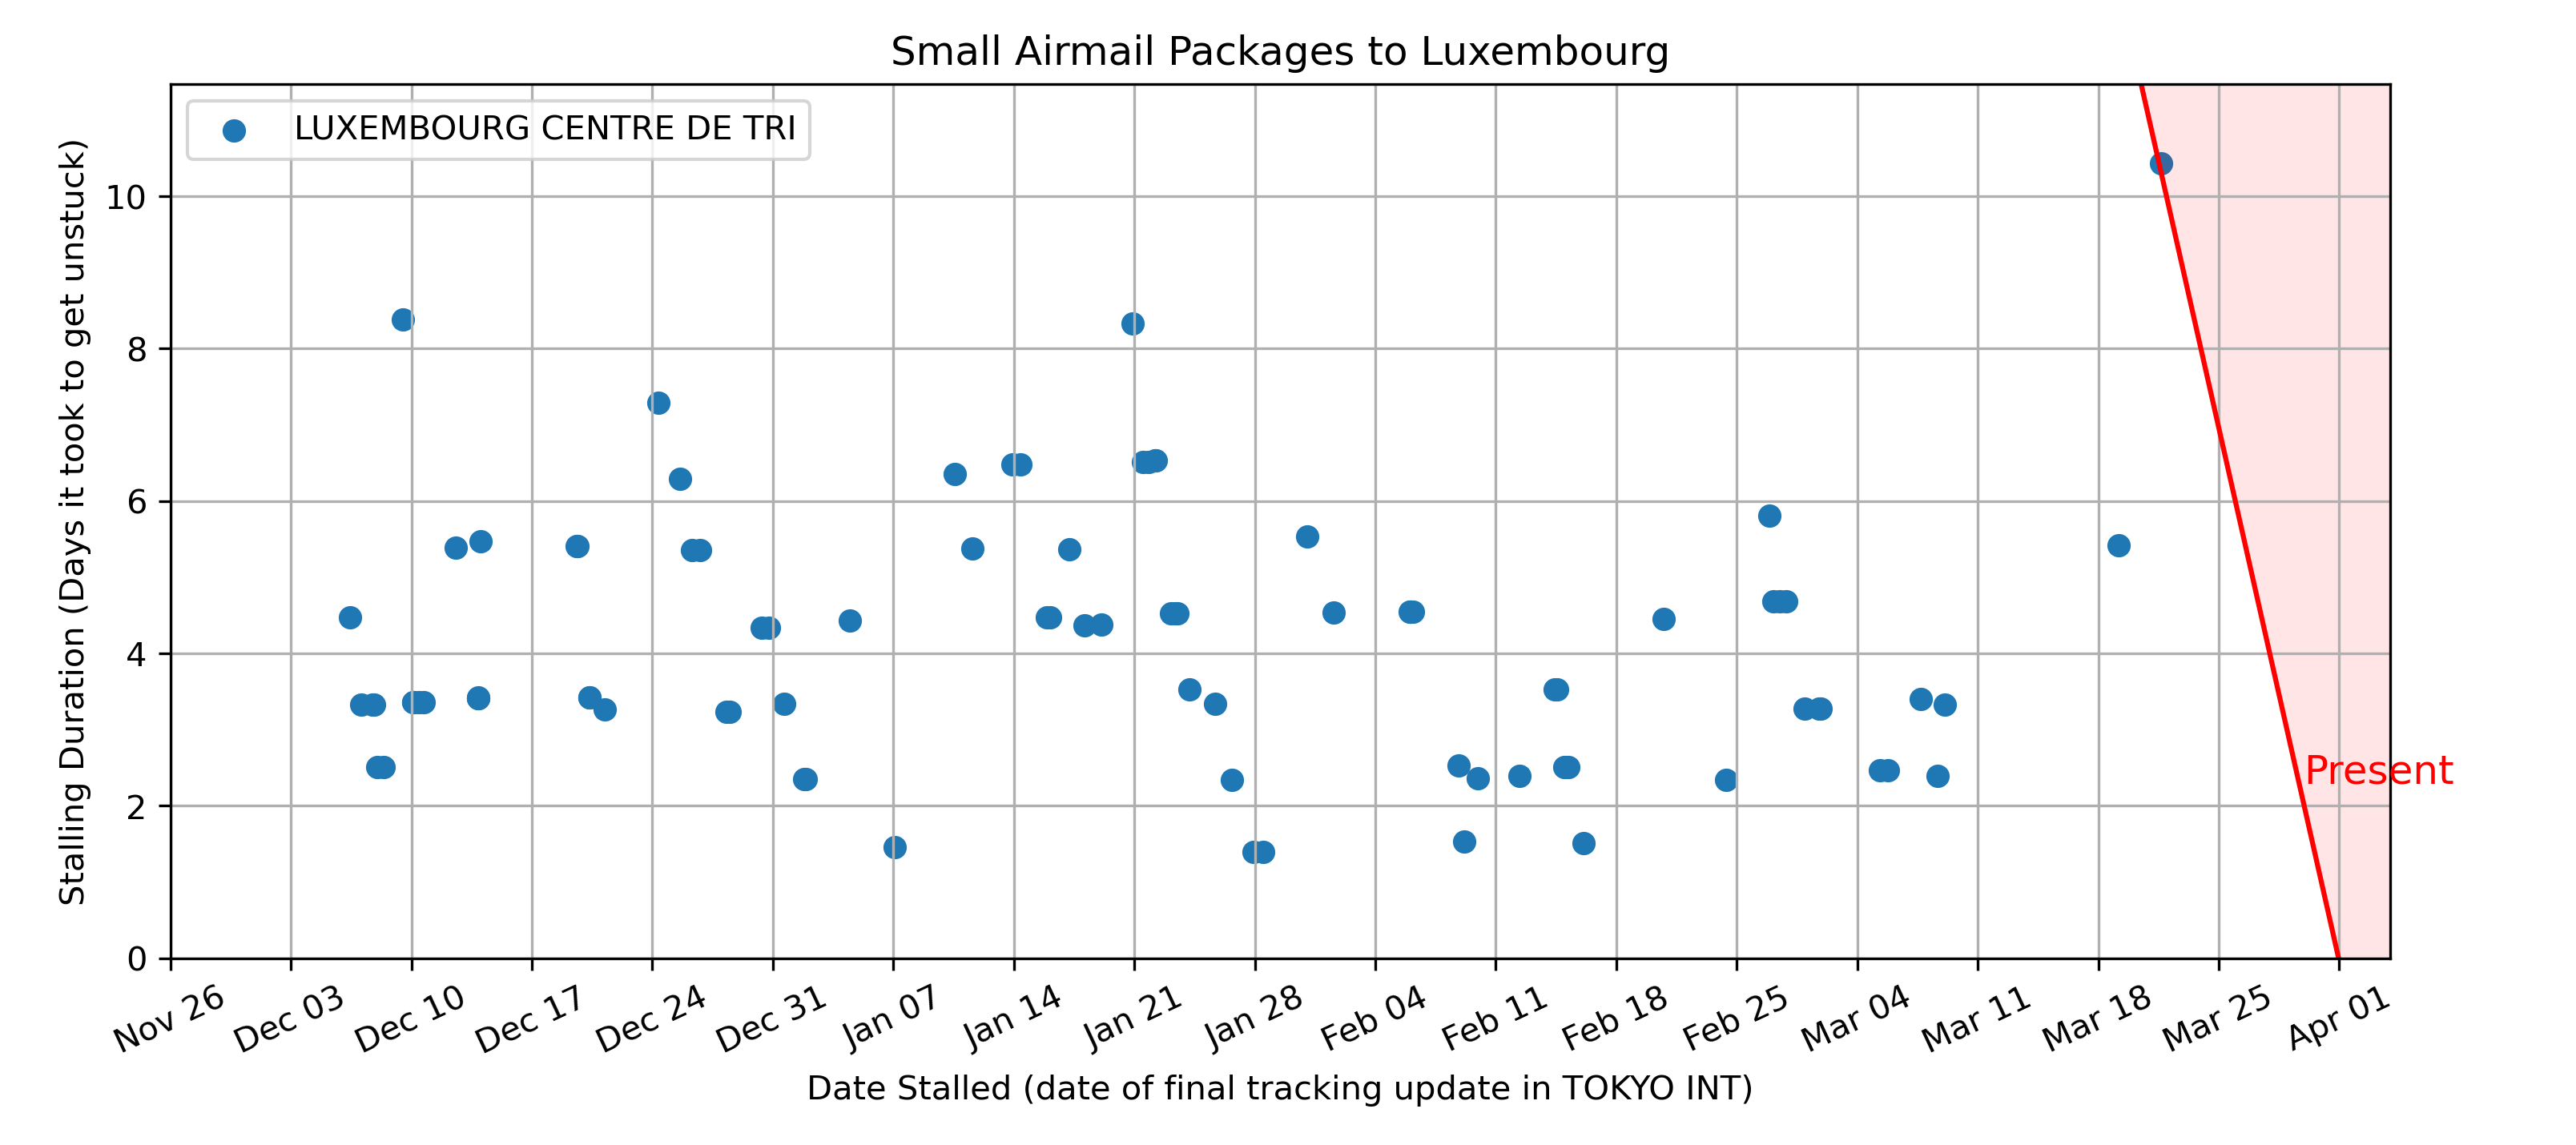 Small Airmail Packages to Luxembourg
LUXEMBOURG CENTRE DE TRI
Stalling Duration (Days it took to get unstuck)
10
8
6
4
2
0
Present
Nov 26
Dec 03
Dec 10
Dec 17
Dec 24
Dec 31
Jan 07
Jan 14
Jan 21
Jan 28
Feb 04
Feb 11
Feb 18
Feb 25
Mar 04
Mar 11
Mar 18
Mar 25
Apr 01
Date Stalled (date of final tracking update in TOKYO INT)